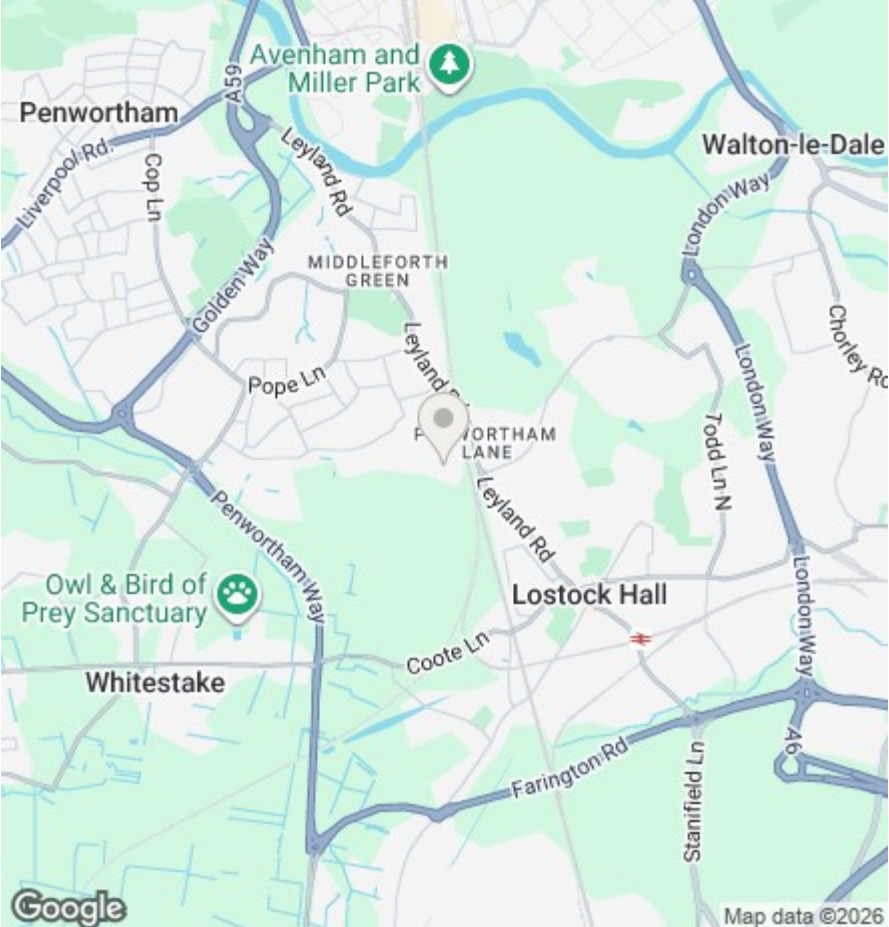 Avenham and
Miller Park
Penwortham
A59
Leyland Rd
Walton-le-Dale
Liverpool Rd.
Cop Ln
London Way
MIDDLEFORTH
GREEN
Golden Way
Leyland Rd
Chorley Rd
London Way
Pope Ln
Todd Ln N
LANE
Leyland Rd
Penwortham Way
Owl & Bird of
Prey Sanctuary
Lostock Hall
London Way
Coote Ln
Whitestake
A6
Farington Rd
Stanifield Ln
Google
Map data ©2026